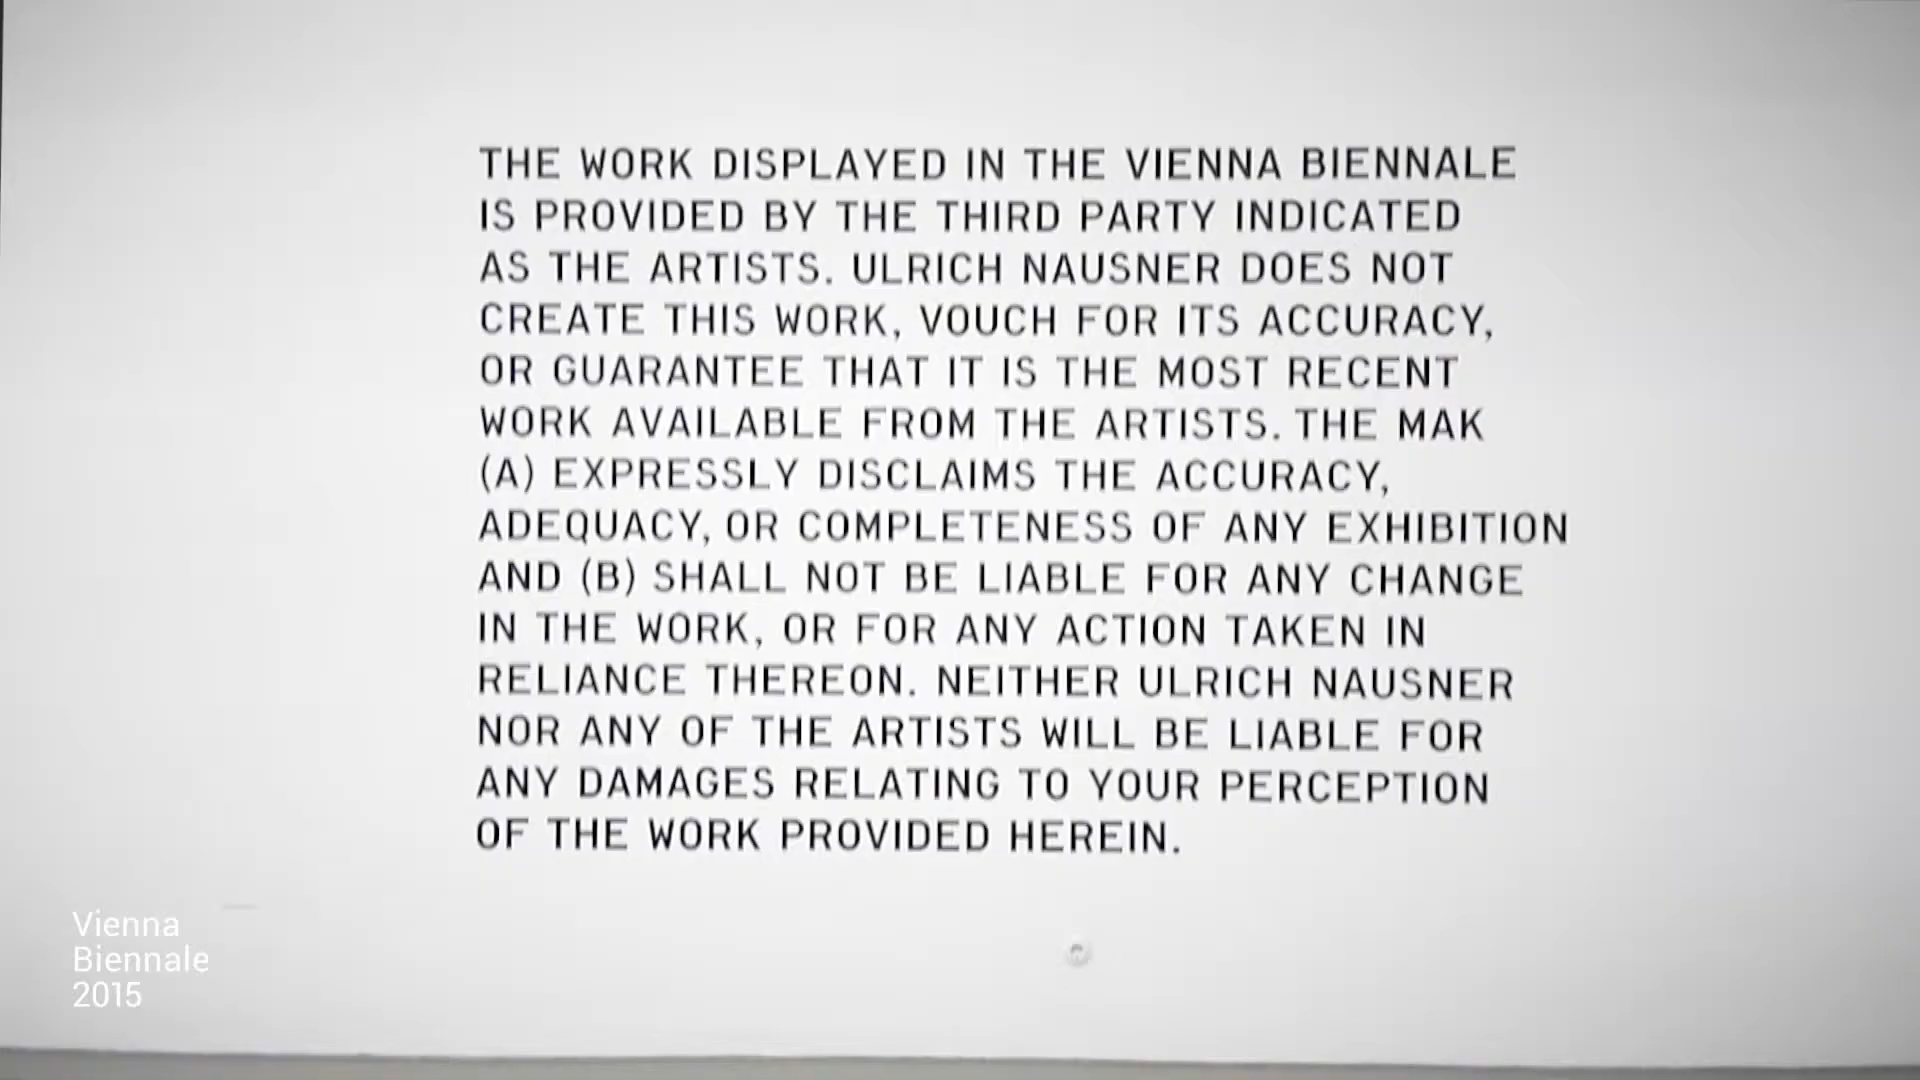 THE WORK DISPLAYED IN THE VIENNA BIENNALE
IS PROVIDED BY THE THIRD PARTY INDICATED
AS THE ARTISTS. ULRICH NAUSNER DOES NOT
CREATE THIS WORK, VOUCH FOR ITS ACCURACY,
OR GUARANTEE THAT IT IS THE MOST RECENT
WORK AVAILABLE FROM THE ARTISTS. THE MAK
(A) EXPRESSLY DISCLAIMS THE ACCURACY,
ADEQUACY, OR COMPLETENESS OF ANY EXHIBITION
AND (B) SHALL NOT BE LIABLE FOR ANY CHANGE
IN THE WORK, OR FOR ANY ACTION TAKEN IN
RELIANCE THEREON. NEITHER ULRICH NAUSNER
NOR ANY OF THE ARTISTS WILL BE LIABLE FOR
ANY DAMAGES RELATING TO YOUR PERCEPTION
OF THE WORK PROVIDED HEREIN.
Vienna
Biennale
2015